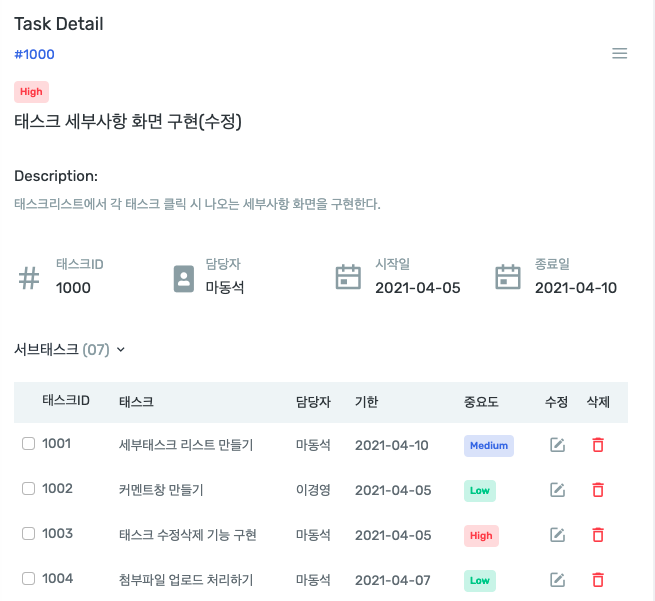 Task Detail
#1000
High
태스크 세부사항 화면 구현(수정)
Description:
태스크리스트에서 각 태스크 클릭 시 나오는 세부사항 화면을 구현한다.
태스크ID 담당자 시작일 종료일
1000 마동석 2021-04-05 2021-04-10
서브태스크 (07)
태스크ID 태스크 담당자 기한 중요도 수정 삭제
1001 세부태스크 리스트 만들기 마동석 2021-04-10 Medium
1002 커멘트창 만들기 이경영 2021-04-05 Low
1003 태스크 수정삭제 기능 구현 마동석 2021-04-05 High
1004 첨부파일 업로드 처리하기 마동석 2021-04-07 Low